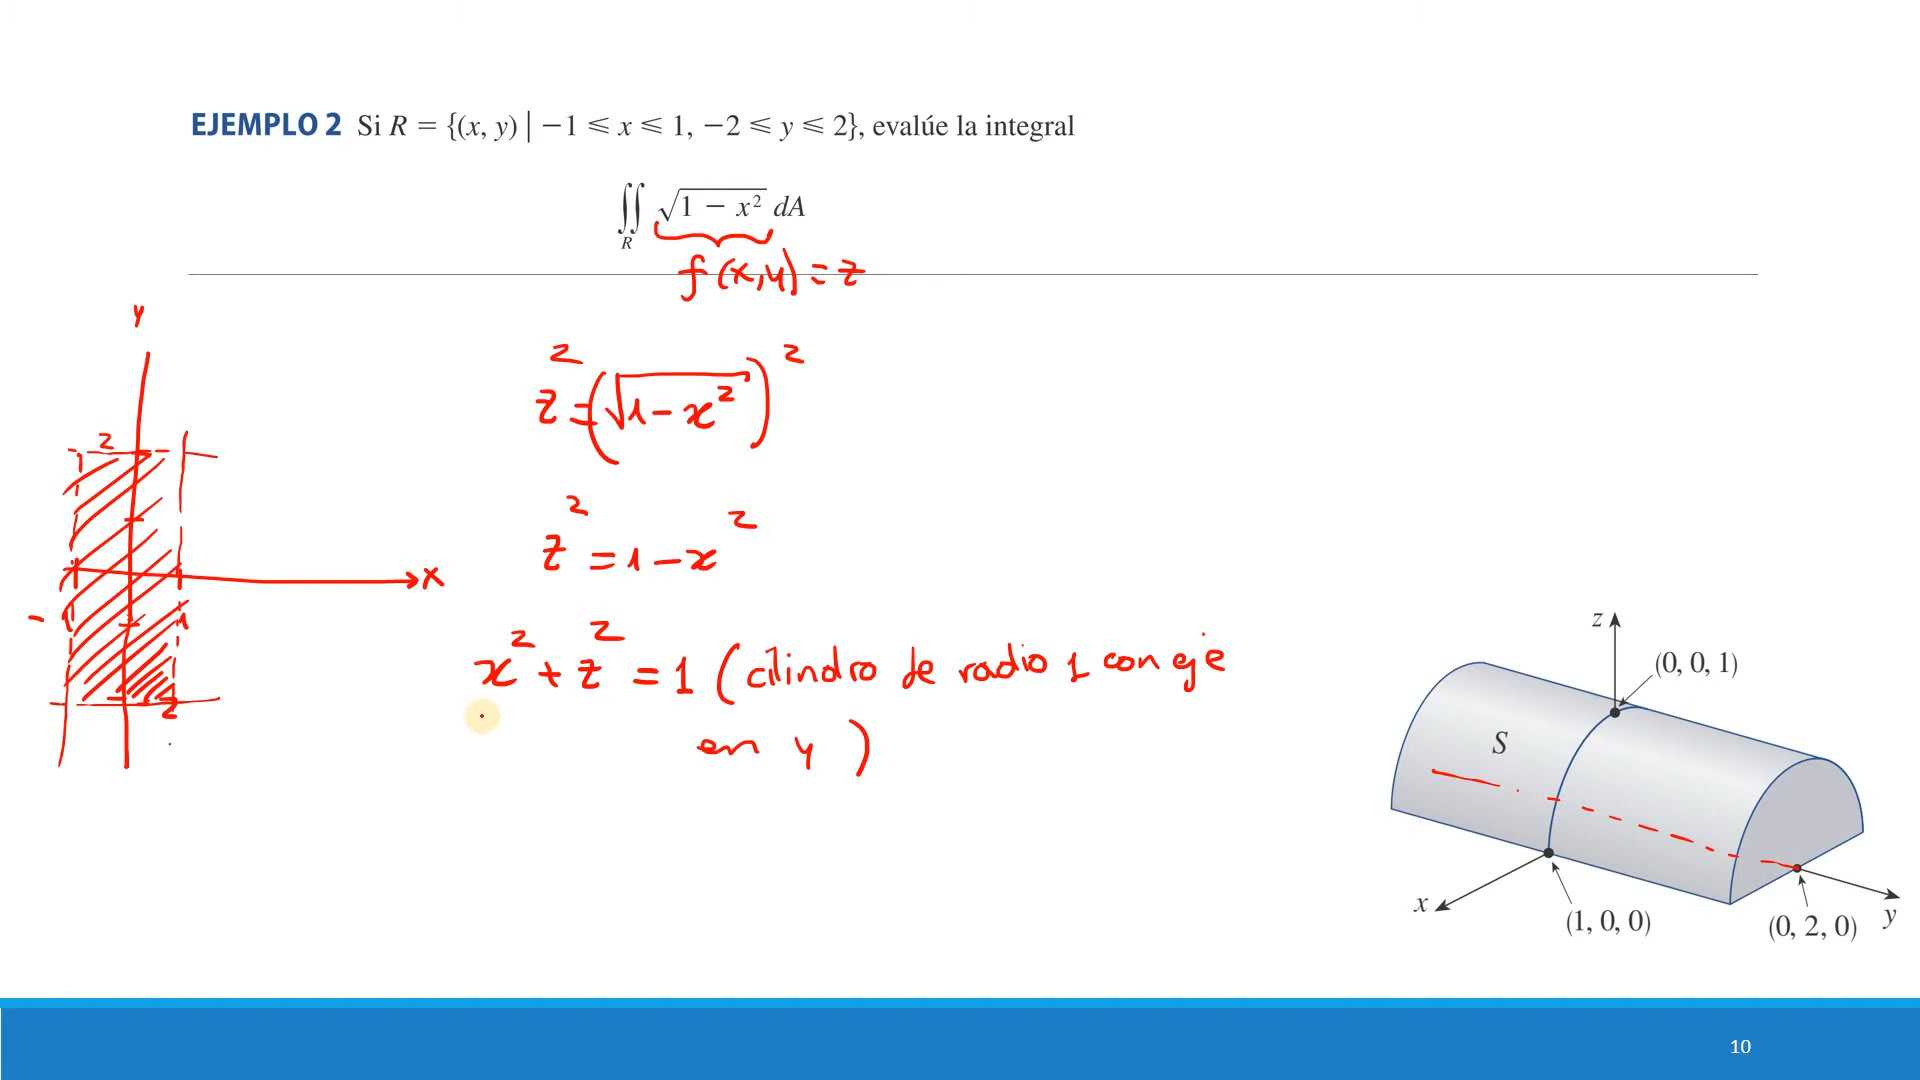 EJEMPLO 2 Si R = {(x, y) | −1 ⩽ x ⩽ 1, −2 ⩽ y ⩽ 2}, evalúe la integral
∬_R √(1 − x²) dA
f(x,y) = z
z² = (√(1 − x²))²
z² = 1 − x²
x² + z² = 1 (cilindro de radio 1 con eje
en y)
y
2
x
-1
1
2
z
(0, 0, 1)
S
x
(1, 0, 0)
(0, 2, 0)
y
10